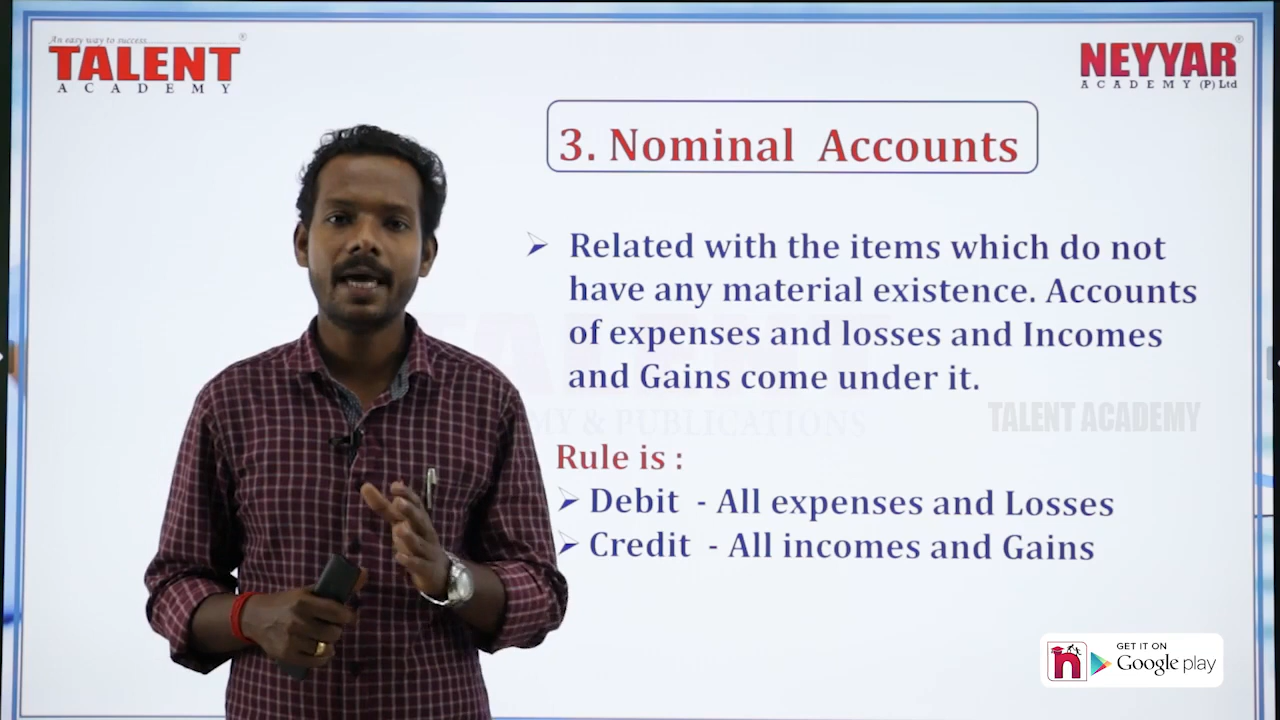 An easy way to success
TALENT
ACADEMY
NEYYAR
ACADEMY (P) Ltd
3. Nominal Accounts
Related with the items which do not
have any material existence. Accounts
of expenses and losses and Incomes
and Gains come under it.
MY & PUBLICATIONS
TALENT ACADEMY
Rule is :
Debit - All expenses and Losses
Credit - All incomes and Gains
GET IT ON
Google play